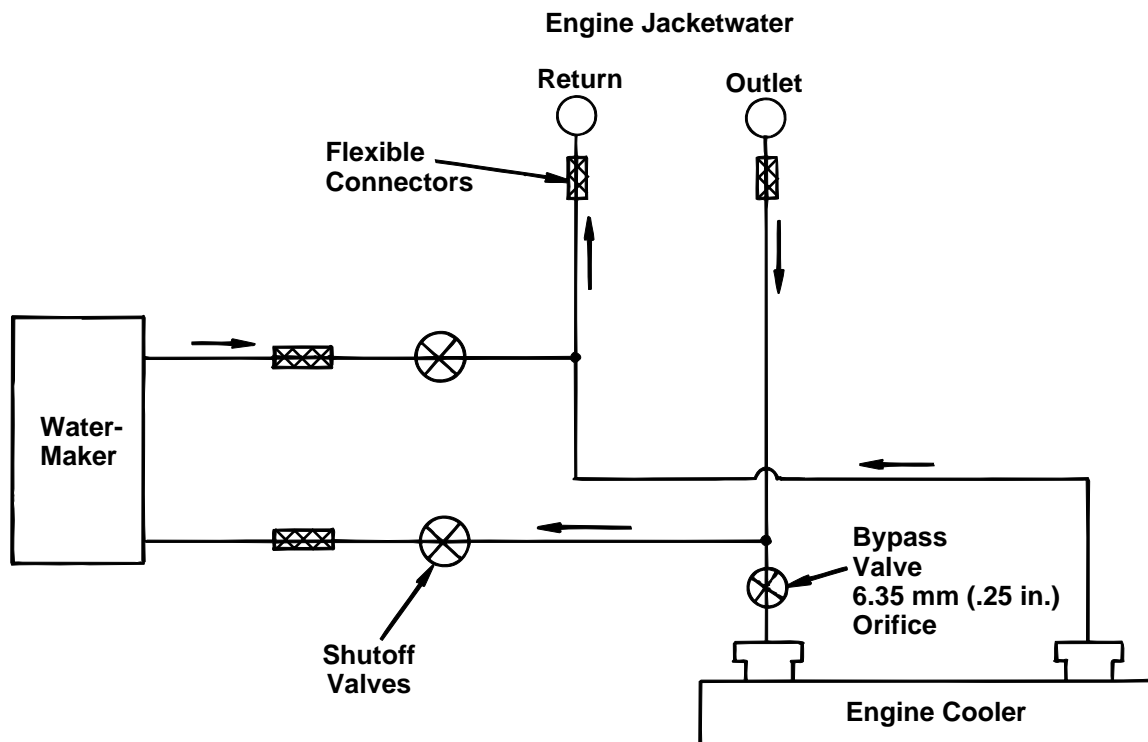 Engine Jacketwater
Return
Outlet
Flexible
Connectors
Water-
Maker
Bypass
Valve
6.35 mm (.25 in.)
Orifice
Shutoff
Valves
Engine Cooler